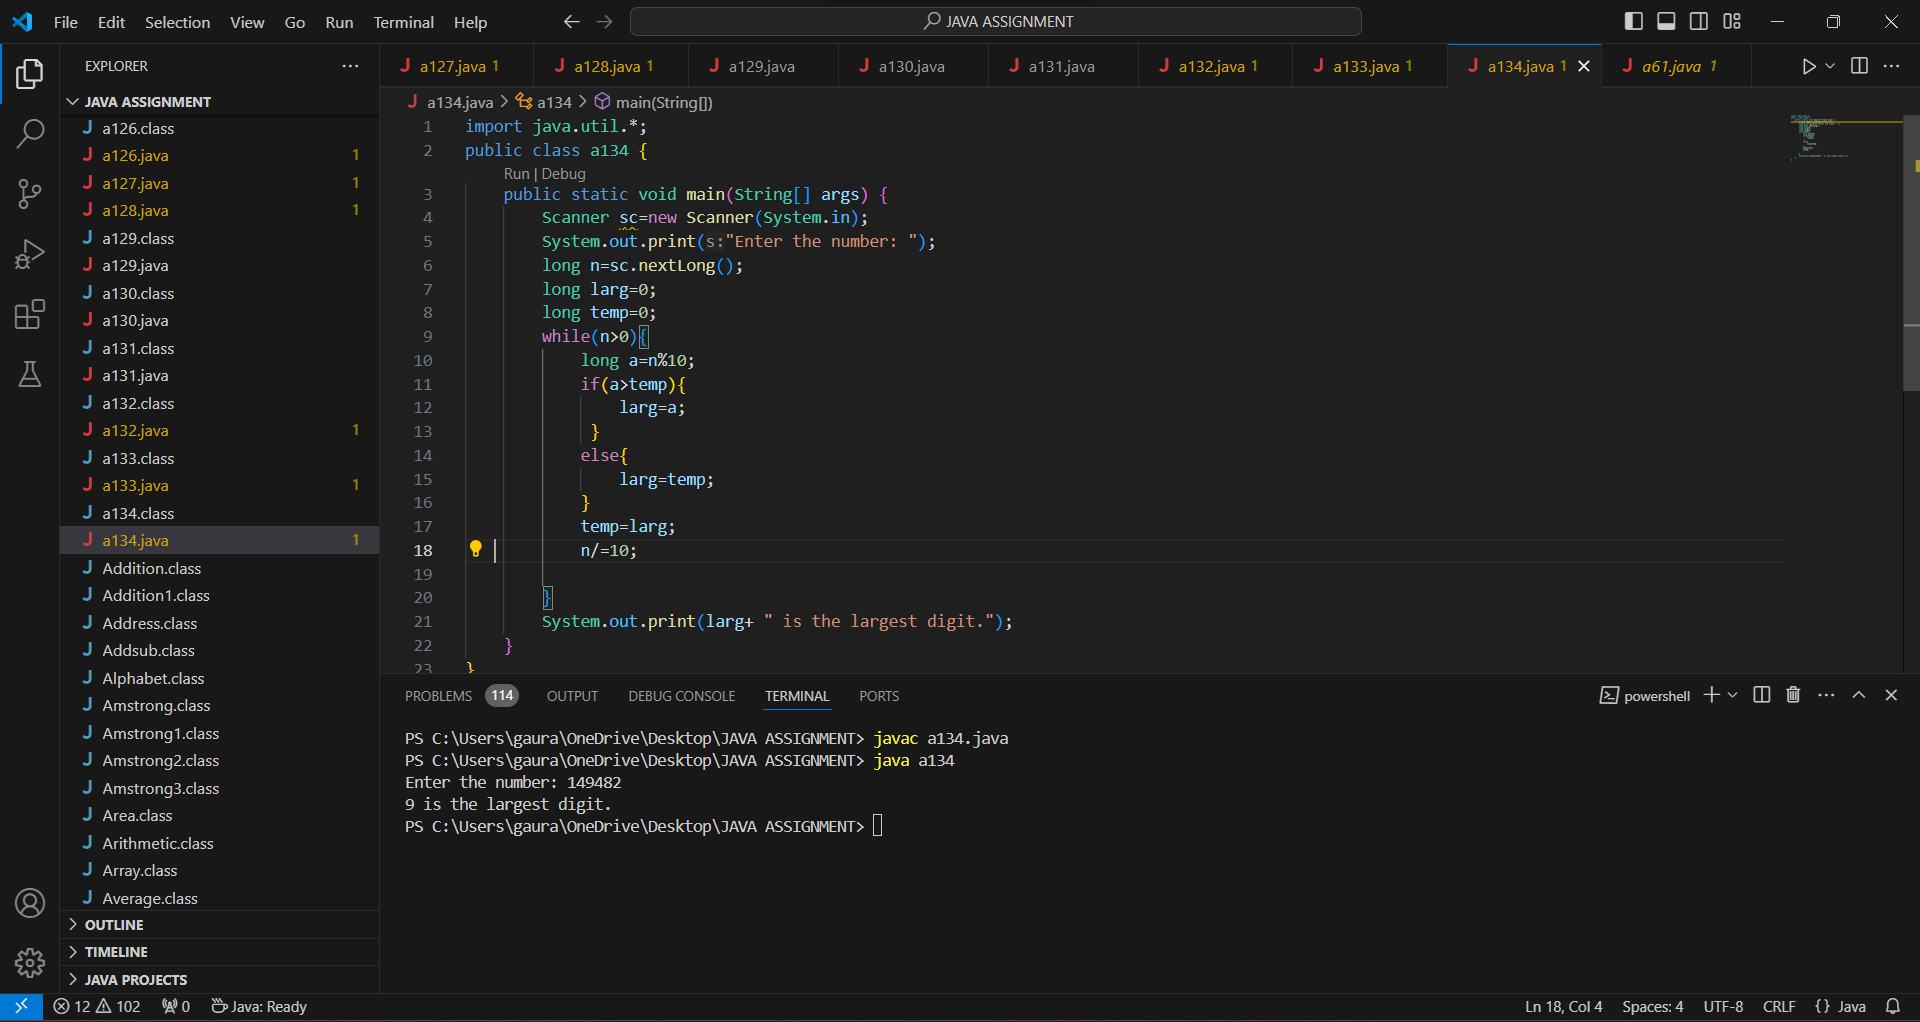 File Edit Selection View Go Run Terminal Help JAVA ASSIGNMENT
EXPLORER
JAVA ASSIGNMENT
a126.class
a126.java 1
a127.java 1
a128.java 1
a129.class
a129.java
a130.class
a130.java
a131.class
a131.java
a132.class
a132.java 1
a133.class
a133.java 1
a134.class
a134.java 1
Addition.class
Addition1.class
Address.class
Addsub.class
Alphabet.class
Amstrong.class
Amstrong1.class
Amstrong2.class
Amstrong3.class
Area.class
Arithmetic.class
Array.class
Average.class
OUTLINE
TIMELINE
JAVA PROJECTS
a127.java 1 a128.java 1 a129.java a130.java a131.java a132.java 1 a133.java 1 a134.java 1 a61.java 1
a134.java > a134 > main(String[])
1 import java.util.*;
2 public class a134 {
Run | Debug
3 public static void main(String[] args) {
4 Scanner sc=new Scanner(System.in);
5 System.out.print(s:"Enter the number: ");
6 long n=sc.nextLong();
7 long larg=0;
8 long temp=0;
9 while(n>0){
10 long a=n%10;
11 if(a>temp){
12 larg=a;
13 }
14 else{
15 larg=temp;
16 }
17 temp=larg;
18 n/=10;
19
20 }
21 System.out.print(larg+ " is the largest digit.");
22 }
23 }
PROBLEMS 114 OUTPUT DEBUG CONSOLE TERMINAL PORTS powershell
PS C:\Users\gaura\OneDrive\Desktop\JAVA ASSIGNMENT> javac a134.java
PS C:\Users\gaura\OneDrive\Desktop\JAVA ASSIGNMENT> java a134
Enter the number: 149482
9 is the largest digit.
PS C:\Users\gaura\OneDrive\Desktop\JAVA ASSIGNMENT>
12 102 0 Java: Ready Ln 18, Col 4 Spaces: 4 UTF-8 CRLF {} Java